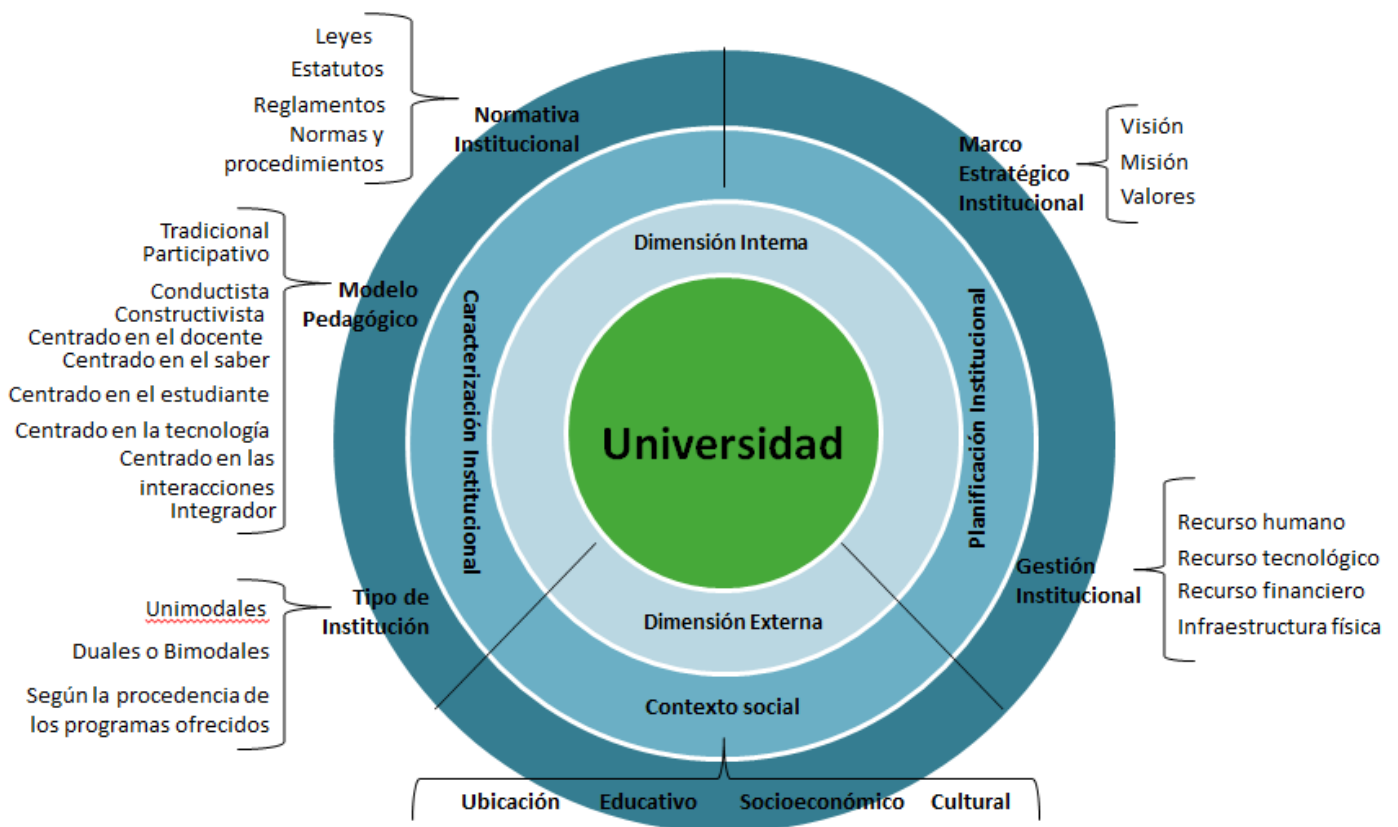 Leyes
Estatutos
Reglamentos
Normas y
procedimientos
Normativa
Institucional
Tradicional
Participativo
Conductista
Constructivista
Centrado en el docente
Centrado en el saber
Centrado en el estudiante
Centrado en la tecnología
Centrado en las
interacciones
Integrador
Modelo
Pedagógico
Unimodales
Duales o Bimodales
Según la procedencia de
los programas ofrecidos
Tipo de
Institución
Caracterización Institucional
Dimensión Interna
Universidad
Dimensión Externa
Contexto social
Ubicación Educativo Socioeconómico Cultural
Planificación Institucional
Marco
Estratégico
Institucional
Visión
Misión
Valores
Gestión
Institucional
Recurso humano
Recurso tecnológico
Recurso financiero
Infraestructura física